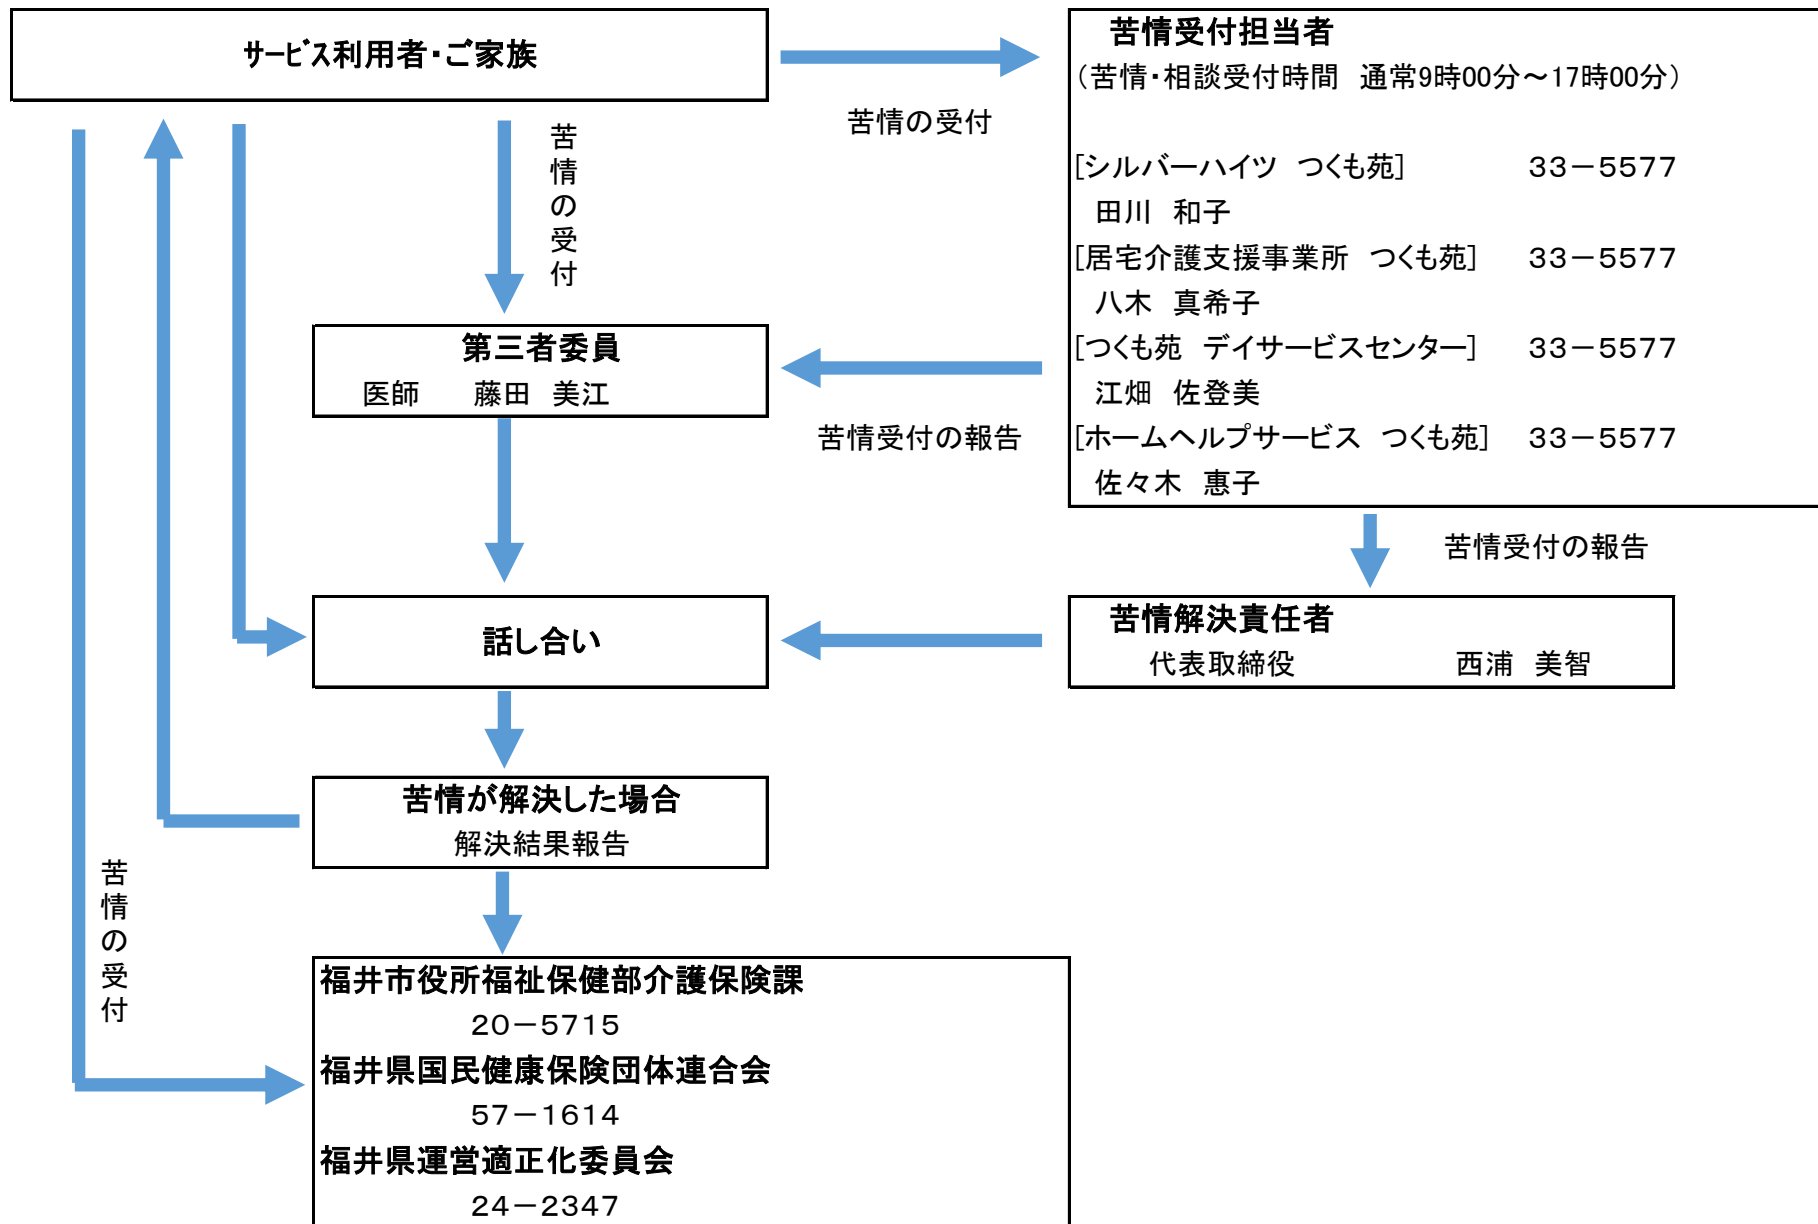 サービス利用者・ご家族
苦情の受付
苦情受付担当者
（苦情・相談受付時間　通常9時00分～17時00分）
[シルバーハイツ　つくも苑]　33－5577
田川　和子
[居宅介護支援事業所　つくも苑]　33－5577
八木　真希子
[つくも苑　デイサービスセンター]　33－5577
江畑　佐登美
[ホームヘルプサービス　つくも苑]　33－5577
佐々木　惠子
苦情の受付
第三者委員
医師　藤田　美江
苦情受付の報告
苦情受付の報告
話し合い
苦情解決責任者
代表取締役　西浦　美智
苦情が解決した場合
解決結果報告
苦情の受付
福井市役所福祉保健部介護保険課
20－5715
福井県国民健康保険団体連合会
57－1614
福井県運営適正化委員会
24－2347